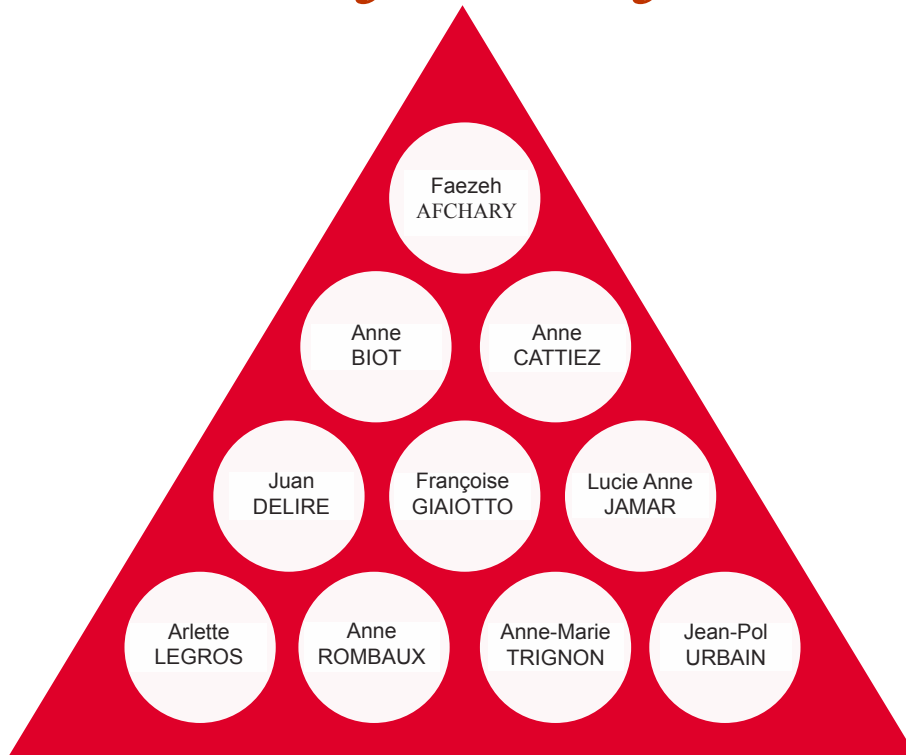 Faezeh
AFCHARY
Anne
BIOT
Anne
CATTIEZ
Juan
DELIRE
Françoise
GIAIOTTO
Lucie Anne
JAMAR
Arlette
LEGROS
Anne
ROMBAUX
Anne-Marie
TRIGNON
Jean-Pol
URBAIN